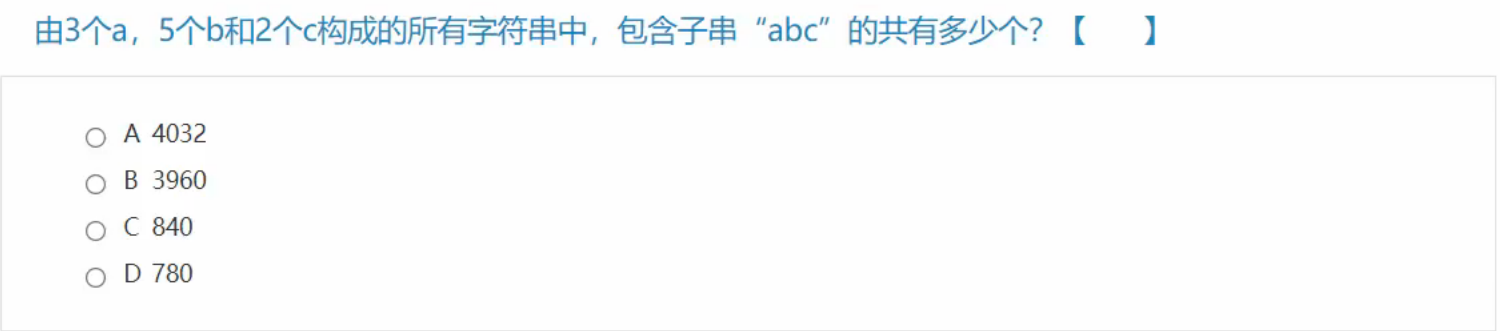 由3个a，5个b和2个c构成的所有字符串中，包含子串“abc”的共有多少个？【　　】
A 4032
B 3960
C 840
D 780